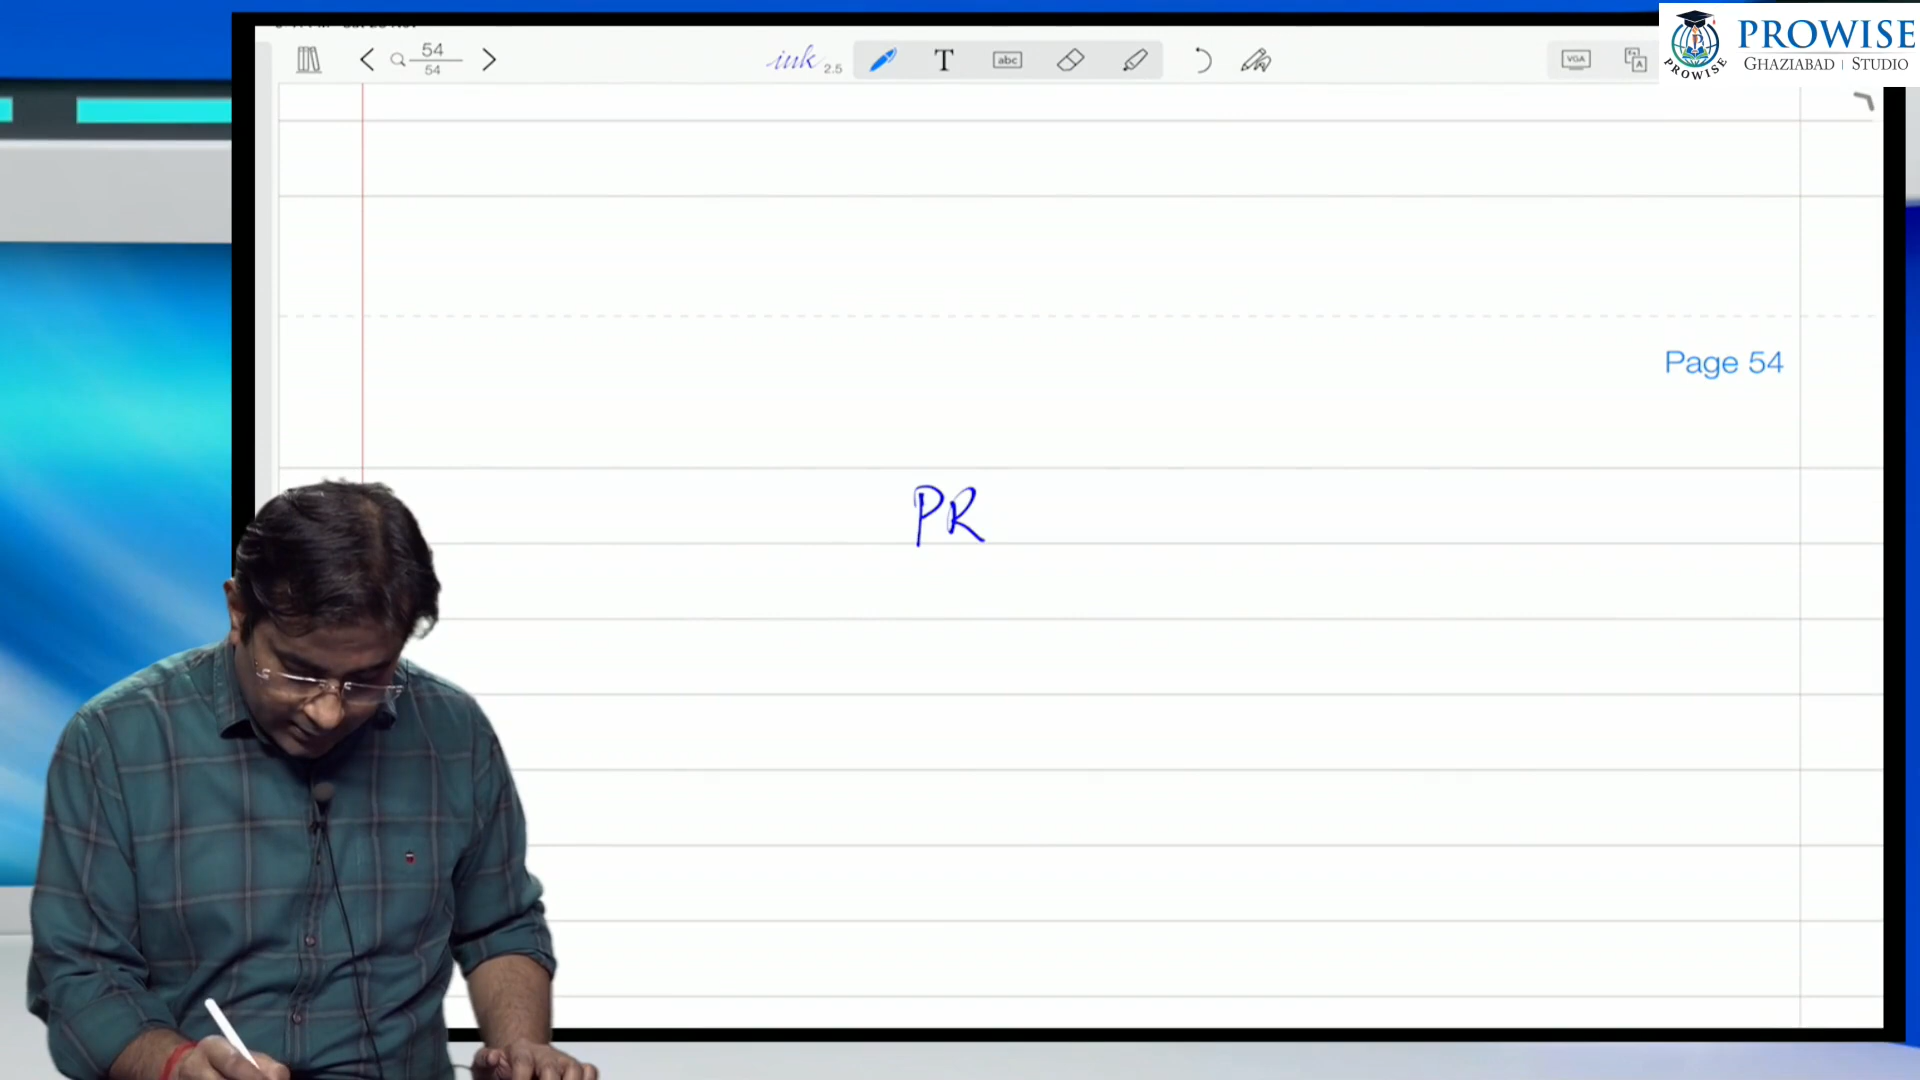 54
54
ink 2.5
T
abc
VGA
A
PROWISE
PROWISE
GHAZIABAD | STUDIO
Page 54
PR